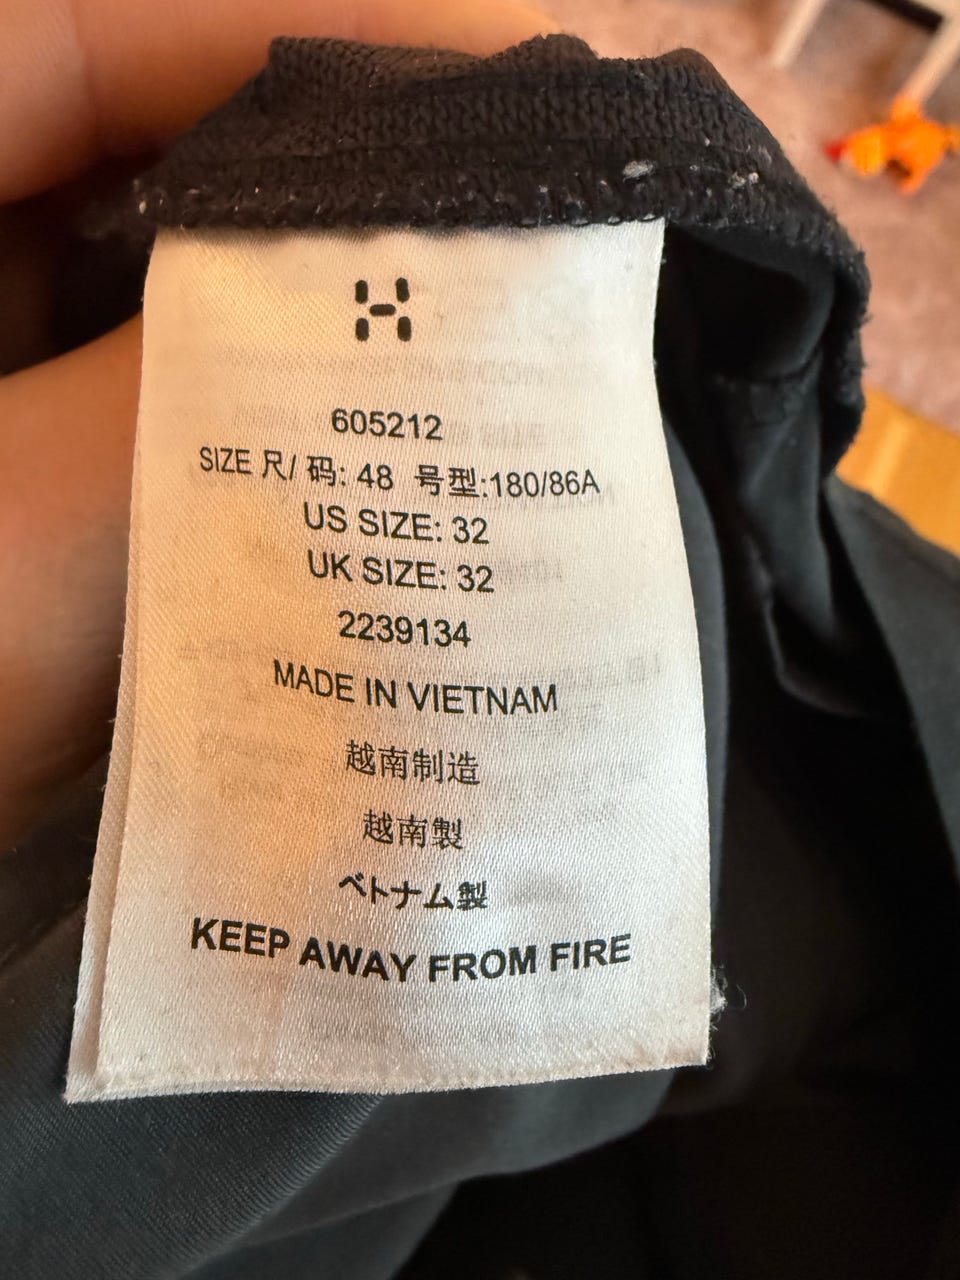 605212
SIZE 尺/ 码: 48 号型:180/86A
US SIZE: 32
UK SIZE: 32
2239134
MADE IN VIETNAM
越南制造
越南製
ベトナム製
KEEP AWAY FROM FIRE